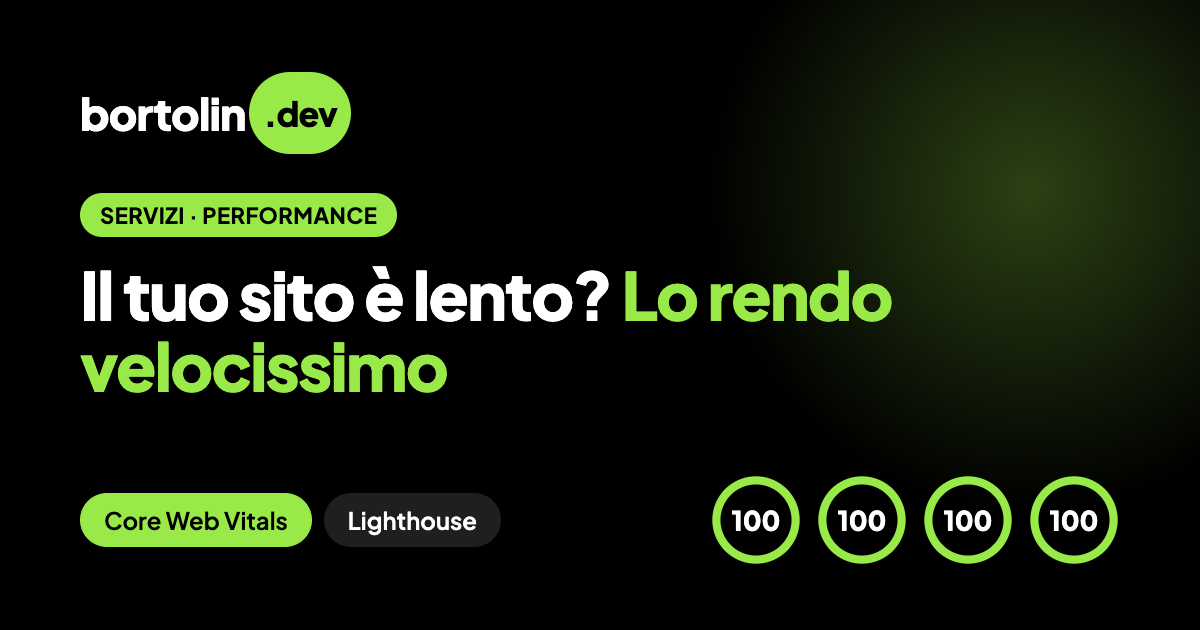 bortolin.dev
SERVIZI · PERFORMANCE
Il tuo sito è lento? Lo rendo
velocissimo
Core Web Vitals
Lighthouse
100 100 100 100